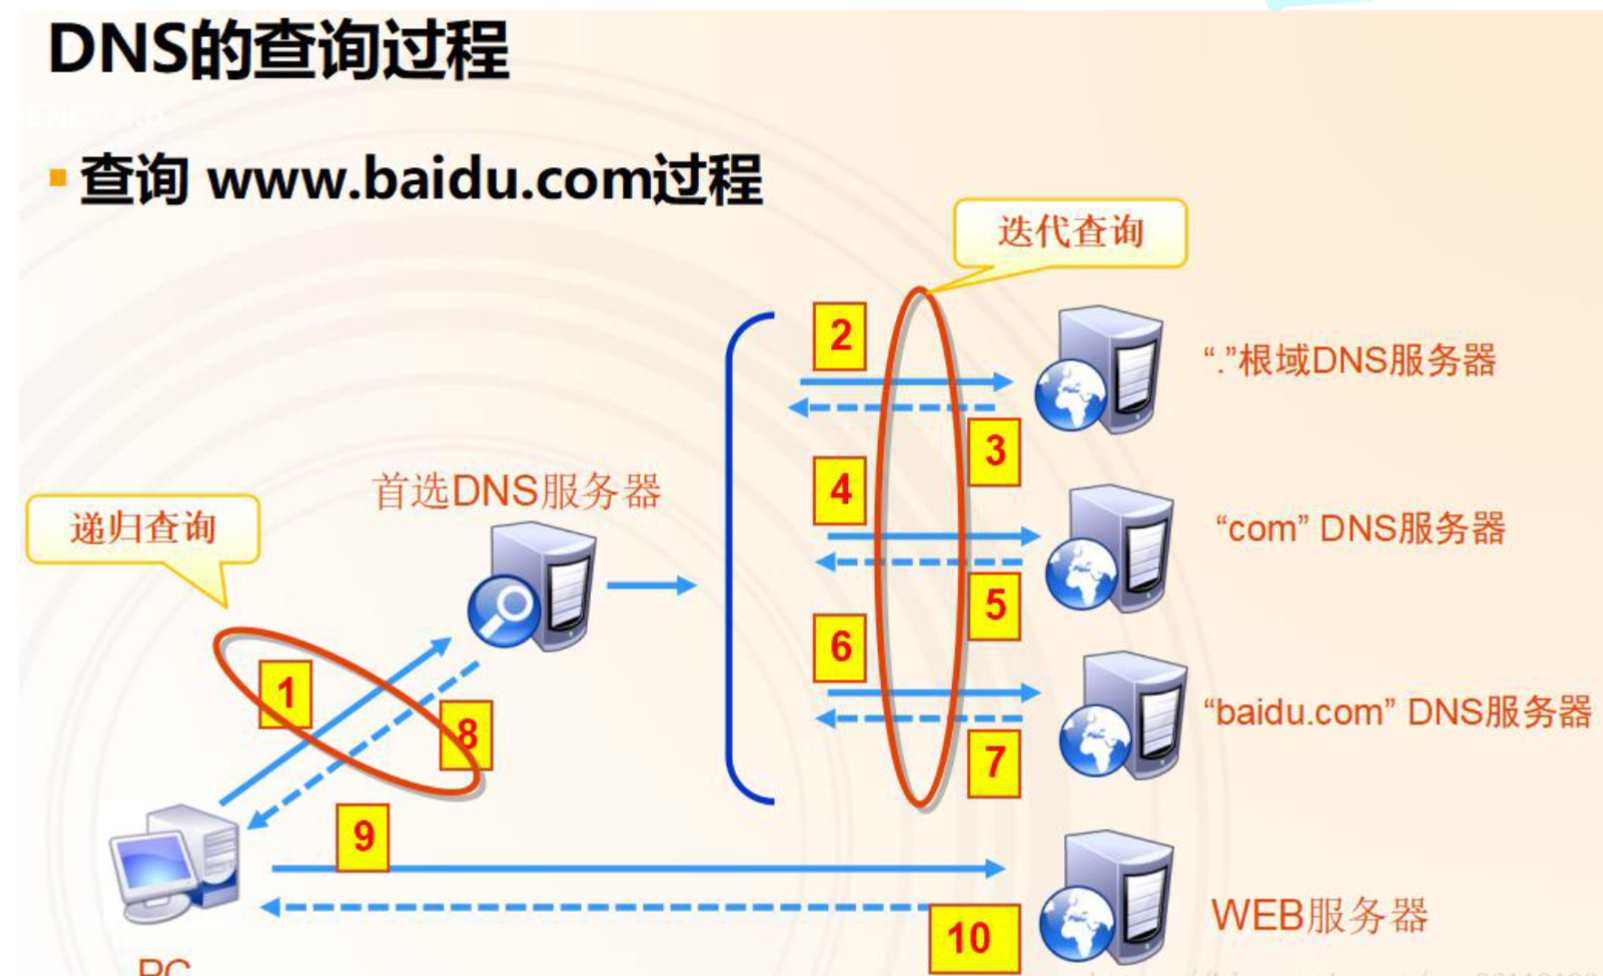 DNS的查询过程
查询 www.baidu.com过程
迭代查询
2
“.”根域DNS服务器
3
首选DNS服务器
4
递归查询
“com” DNS服务器
5
6
1
“baidu.com” DNS服务器
8
7
9
WEB服务器
10
PC